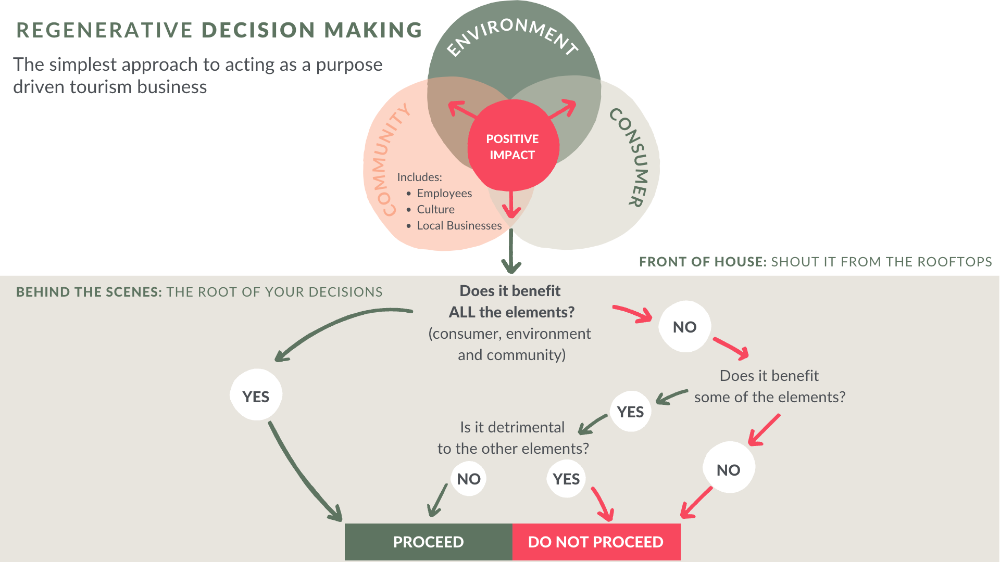 REGENERATIVE DECISION MAKING
The simplest approach to acting as a purpose
driven tourism business
ENVIRONMENT
COMMUNITY
CONSUMER
POSITIVE
IMPACT
Includes:
• Employees
• Culture
• Local Businesses
FRONT OF HOUSE: SHOUT IT FROM THE ROOFTOPS
BEHIND THE SCENES: THE ROOT OF YOUR DECISIONS
Does it benefit
ALL the elements?
(consumer, environment
and community)
NO
YES
Does it benefit
some of the elements?
YES
Is it detrimental
to the other elements?
NO
YES
NO
PROCEED
DO NOT PROCEED